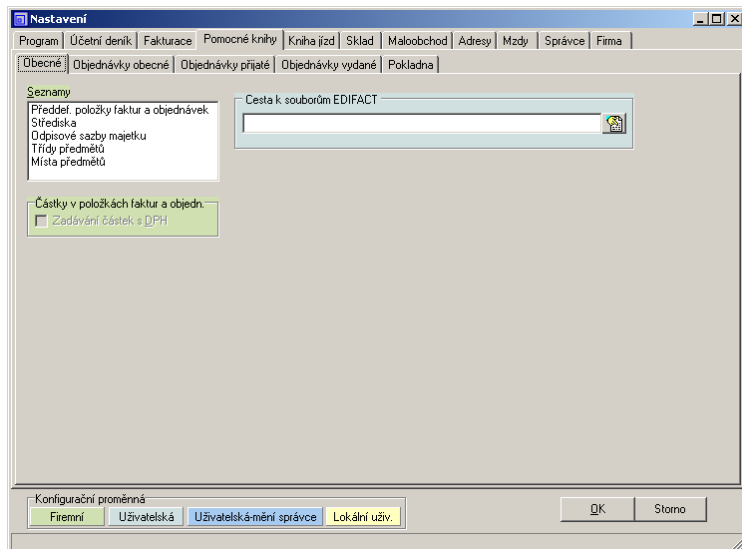 Nastavení
Program Účetní deník Fakturace Pomocné knihy Kniha jízd Sklad Maloobchod Adresy Mzdy Správce Firma
Obecné Objednávky obecné Objednávky přijaté Objednávky vydané Pokladna
Seznamy
Předdef. položky faktur a objednávek
Střediska
Odpisové sazby majetku
Třídy předmětů
Místa předmětů
Cesta k souborům EDIFACT
Částky v položkách faktur a objedn.
Zadávání částek s DPH
Konfigurační proměnná
Firemní Uživatelská Uživatelská-mění správce Lokální uživ.
OK Storno